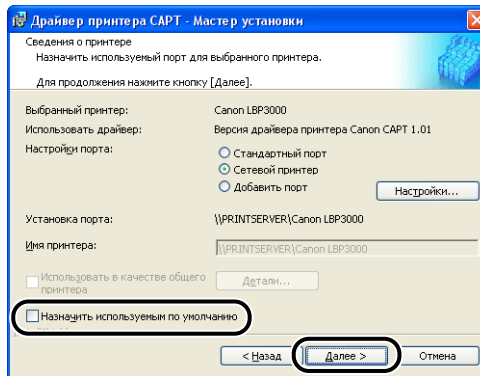 Драйвер принтера CAPT - Мастер установки
Сведения о принтере
Назначить используемый порт для выбранного принтера.
Для продолжения нажмите кнопку [Далее].
Выбранный принтер: Canon LBP3000
Использовать драйвер: Версия драйвера принтера Canon CAPT 1.01
Настройки порта: Стандартный порт
Сетевой принтер
Добавить порт Настройки...
Установка порта: \\PRINTSERVER\Canon LBP3000
Имя принтера: \\PRINTSERVER\Canon LBP3000
Использовать в качестве общего принтера Детали...
Назначить используемым по умолчанию
< Назад Далее > Отмена